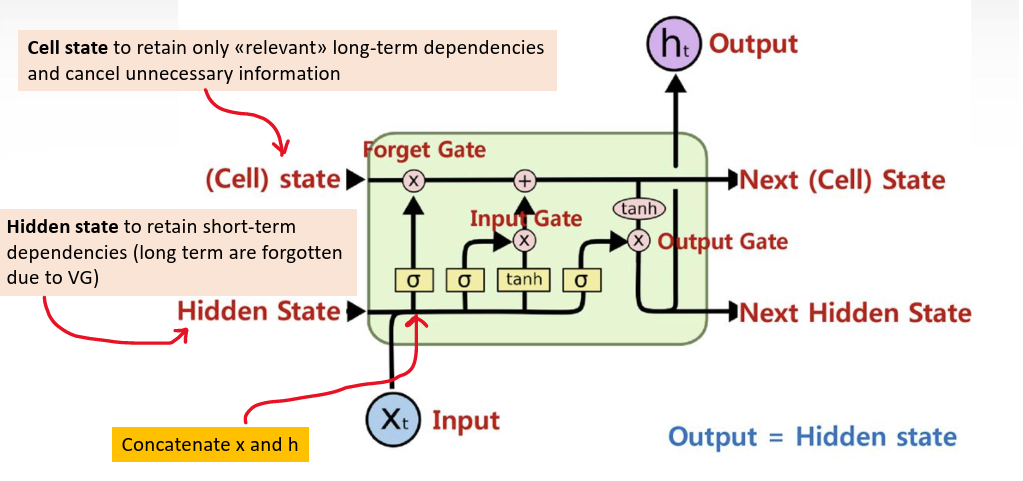 Cell state to retain only «relevant» long-term dependencies
and cancel unnecessary information
ht Output
Forget Gate
(Cell) state
x
+
Next (Cell) State
tanh
Hidden state to retain short-term
dependencies (long term are forgotten
due to VG)
Input Gate
x
x
Output Gate
σ
σ
tanh
σ
Hidden State
Next Hidden State
Xt Input
Concatenate x and h
Output = Hidden state